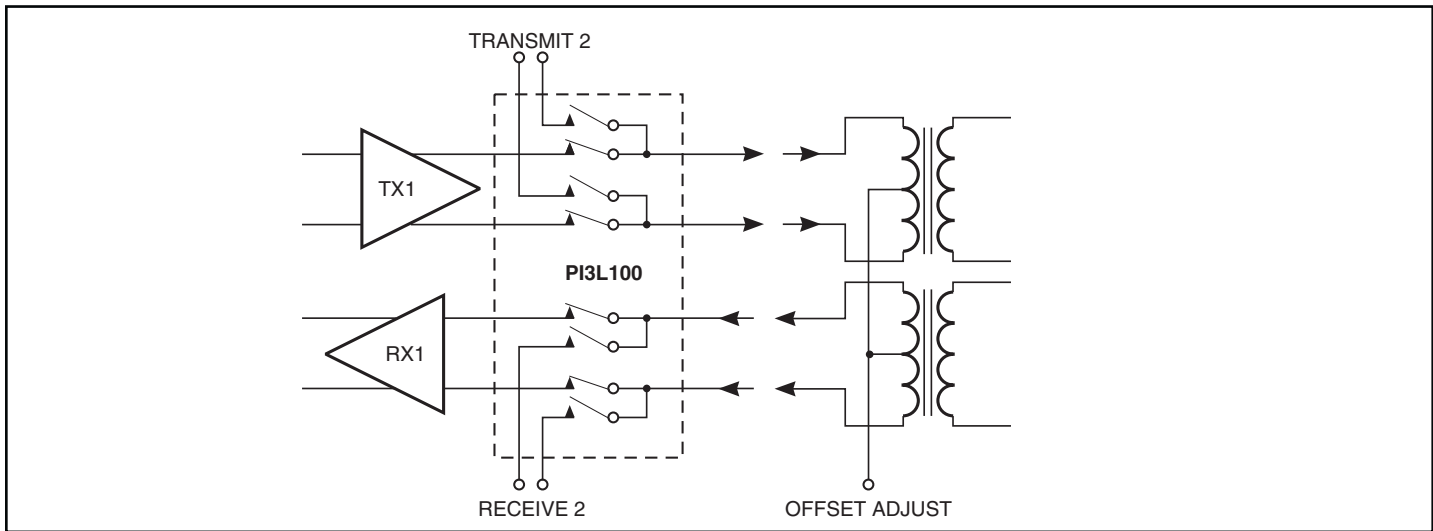 TRANSMIT 2
TX1
PI3L100
RX1
RECEIVE 2
OFFSET ADJUST